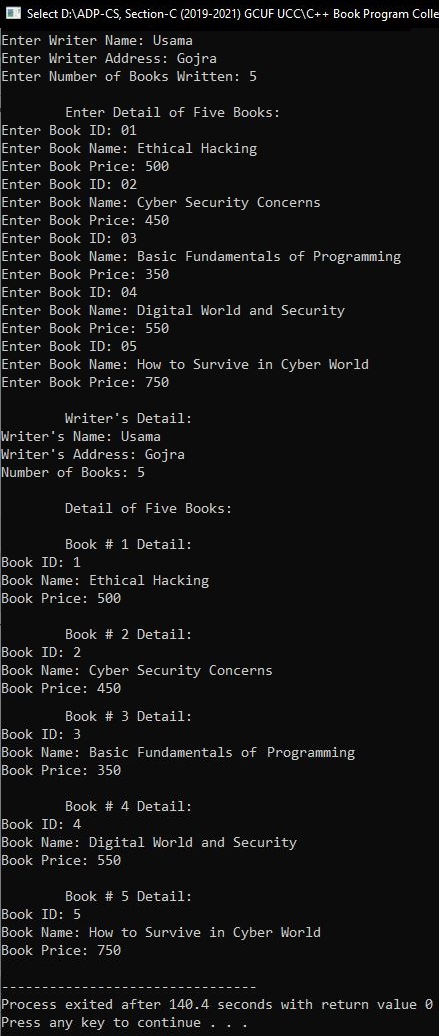 Select D:\ADP-CS, Section-C (2019-2021) GCUF UCC\C++ Book Program Colle
Enter Writer Name: Usama
Enter Writer Address: Gojra
Enter Number of Books Written: 5
Enter Detail of Five Books:
Enter Book ID: 01
Enter Book Name: Ethical Hacking
Enter Book Price: 500
Enter Book ID: 02
Enter Book Name: Cyber Security Concerns
Enter Book Price: 450
Enter Book ID: 03
Enter Book Name: Basic Fundamentals of Programming
Enter Book Price: 350
Enter Book ID: 04
Enter Book Name: Digital World and Security
Enter Book Price: 550
Enter Book ID: 05
Enter Book Name: How to Survive in Cyber World
Enter Book Price: 750
Writer's Detail:
Writer's Name: Usama
Writer's Address: Gojra
Number of Books: 5
Detail of Five Books:
Book # 1 Detail:
Book ID: 1
Book Name: Ethical Hacking
Book Price: 500
Book # 2 Detail:
Book ID: 2
Book Name: Cyber Security Concerns
Book Price: 450
Book # 3 Detail:
Book ID: 3
Book Name: Basic Fundamentals of Programming
Book Price: 350
Book # 4 Detail:
Book ID: 4
Book Name: Digital World and Security
Book Price: 550
Book # 5 Detail:
Book ID: 5
Book Name: How to Survive in Cyber World
Book Price: 750
--------------------------------
Process exited after 140.4 seconds with return value 0
Press any key to continue . . .